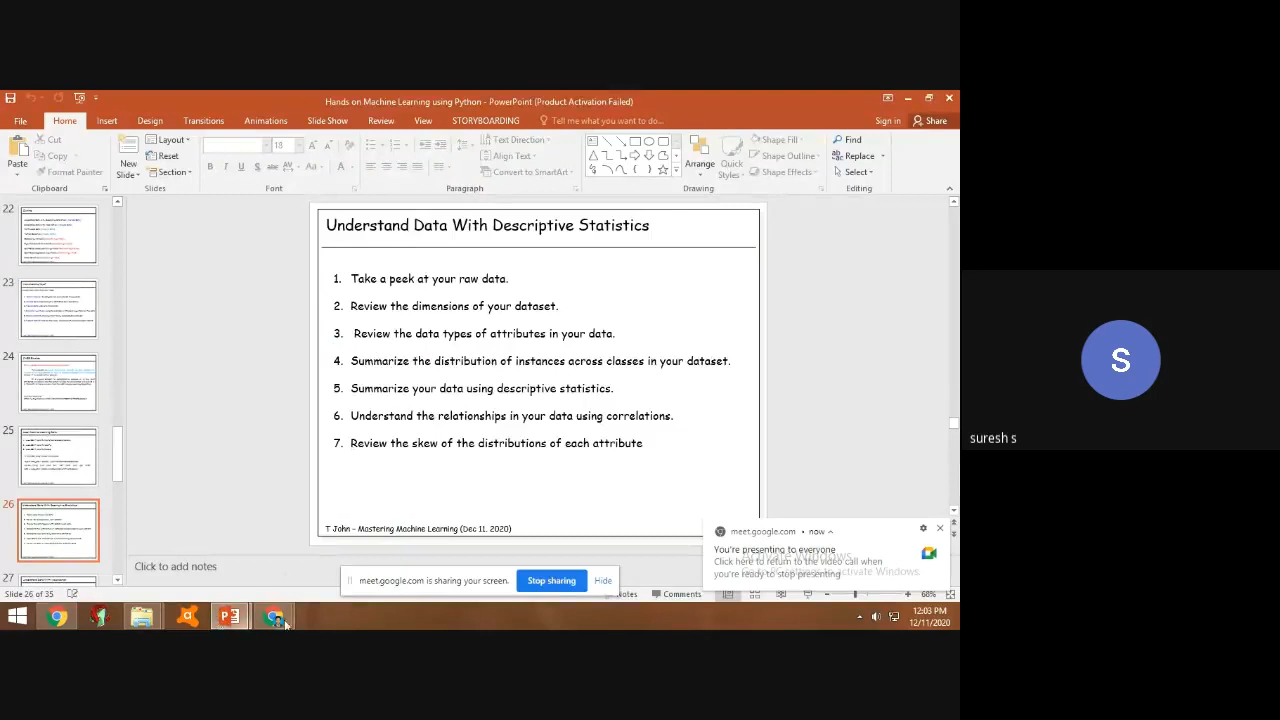 Hands on Machine Learning using Python - PowerPoint (Product Activation Failed)
File Home Insert Design Transitions Animations Slide Show Review View STORYBOARDING Tell me what you want to do... Sign in Share
Cut
Copy
Format Painter
Paste
Clipboard
New
Slide
Layout
Reset
Section
Slides
18
Font
Text Direction
Align Text
Convert to SmartArt
Paragraph
Arrange
Quick
Styles
Shape Fill
Shape Outline
Shape Effects
Drawing
Find
Replace
Select
Editing
22
23
24
25
26
27
Understand Data With Descriptive Statistics
1. Take a peek at your raw data.
2. Review the dimensions of your dataset.
3. Review the data types of attributes in your data.
4. Summarize the distribution of instances across classes in your dataset.
5. Summarize your data using descriptive statistics.
6. Understand the relationships in your data using correlations.
7. Review the skew of the distributions of each attribute
T John - Mastering Machine Learning (Dec 11, 2020)
Click to add notes
meet.google.com • now
You're presenting to everyone
Click here to return to the video call when
you're ready to stop presenting
Activate Windows
meet.google.com is sharing your screen. Stop sharing Hide
Slide 26 of 35
Notes Comments 68%
12:03 PM
12/11/2020
S
suresh s